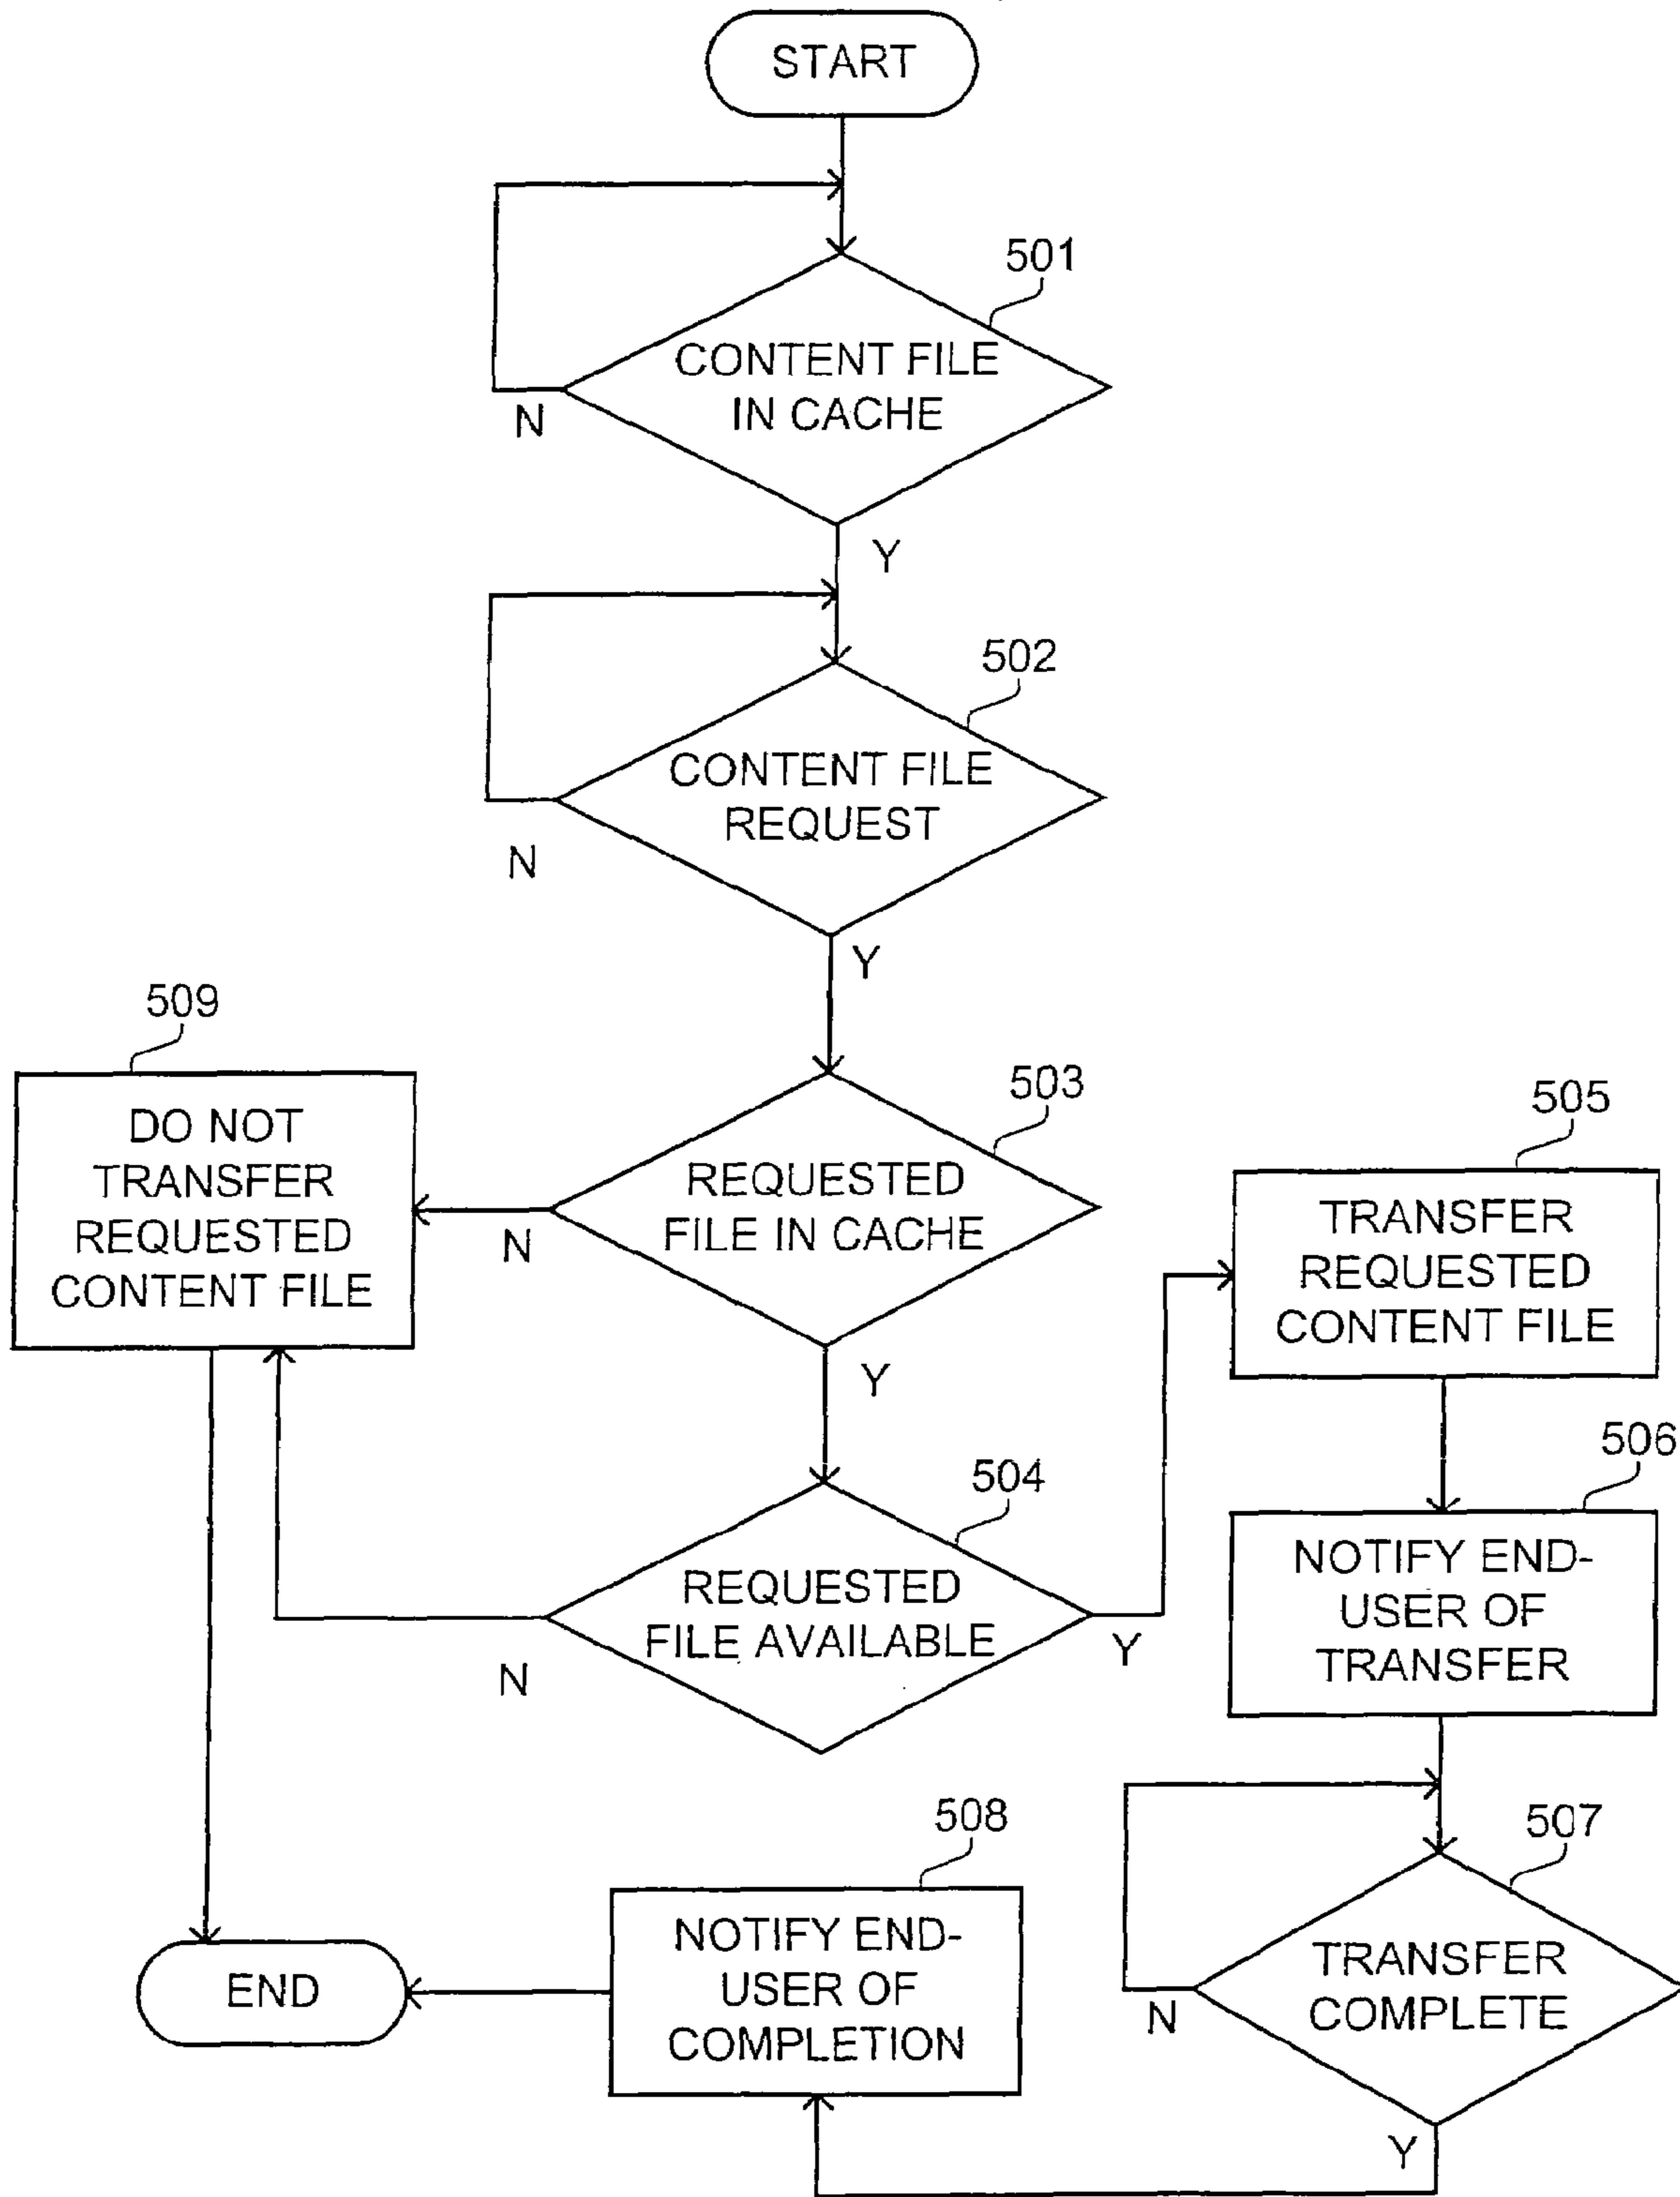 START
501
CONTENT FILE
IN CACHE
N
Y
502
CONTENT FILE
REQUEST
N
Y
509
DO NOT
TRANSFER
REQUESTED
CONTENT FILE
503
REQUESTED
FILE IN CACHE
N
Y
505
TRANSFER
REQUESTED
CONTENT FILE
504
REQUESTED
FILE AVAILABLE
N
Y
506
NOTIFY END-
USER OF
TRANSFER
507
TRANSFER
COMPLETE
N
Y
508
NOTIFY END-
USER OF
COMPLETION
END